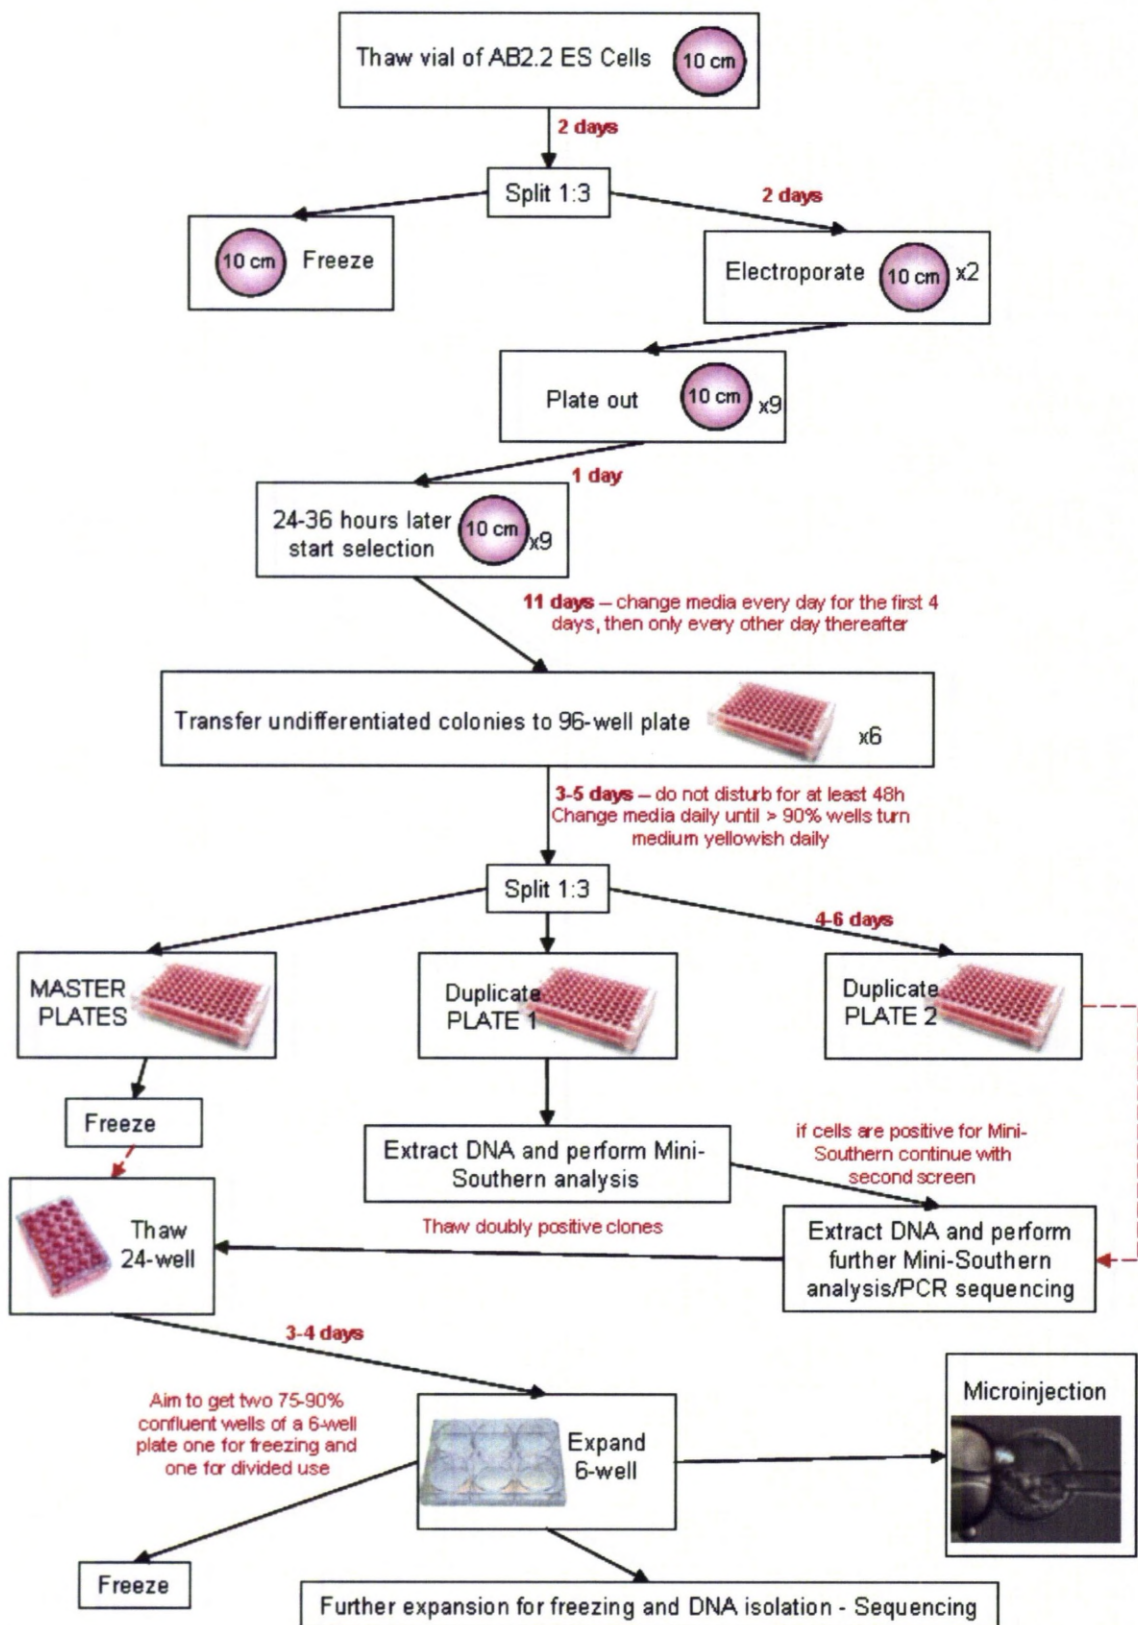 Thaw vial of AB2.2 ES Cells
10 cm
2 days
Split 1:3
2 days
10 cm
Freeze
Electroporate
10 cm
x2
Plate out
10 cm
x9
1 day
24-36 hours later
start selection
10 cm
x9
11 days – change media every day for the first 4
days, then only every other day thereafter
Transfer undifferentiated colonies to 96-well plate
x6
3-5 days – do not disturb for at least 48h
Change media daily until > 90% wells turn
medium yellowish daily
Split 1:3
4-6 days
MASTER
PLATES
Duplicate
PLATE 1
Duplicate
PLATE 2
Freeze
Extract DNA and perform Mini-
Southern analysis
if cells are positive for Mini-
Southern continue with
second screen
Thaw
24-well
Thaw doubly positive clones
Extract DNA and perform
further Mini-Southern
analysis/PCR sequencing
3-4 days
Aim to get two 75-90%
confluent wells of a 6-well
plate one for freezing and
one for divided use
Expand
6-well
Microinjection
Freeze
Further expansion for freezing and DNA isolation - Sequencing